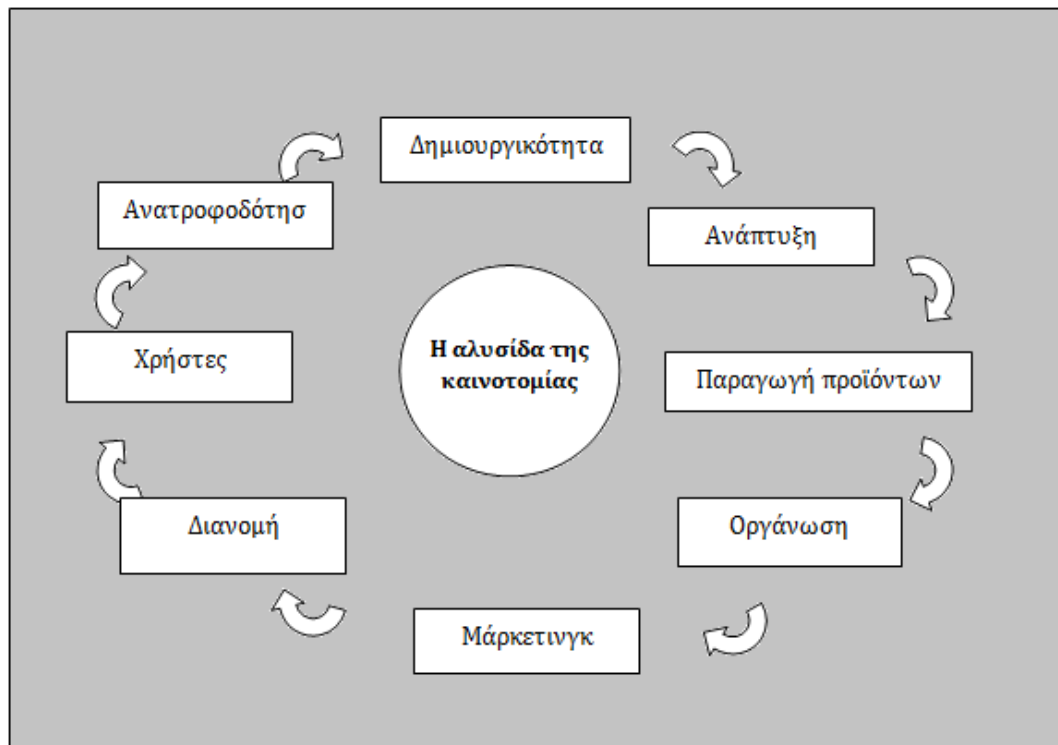 Δημιουργικότητα
Ανάπτυξη
Παραγωγή προϊόντων
Οργάνωση
Μάρκετινγκ
Διανομή
Χρήστες
Ανατροφοδότησ
Η αλυσίδα της
καινοτομίας